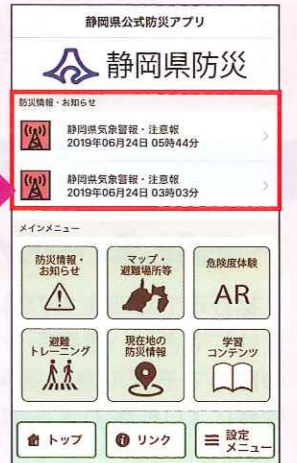 静岡県公式防災アプリ
静岡県防災
防災情報・お知らせ
静岡県気象警報・注意報
2019年06月24日 05時44分
静岡県気象警報・注意報
2019年06月24日 03時03分
メインメニュー
防災情報・
お知らせ
マップ・
避難場所等
危険度体験
AR
避難
トレーニング
現在地の
防災情報
学習
コンテンツ
トップ
リンク
設定
メニュー